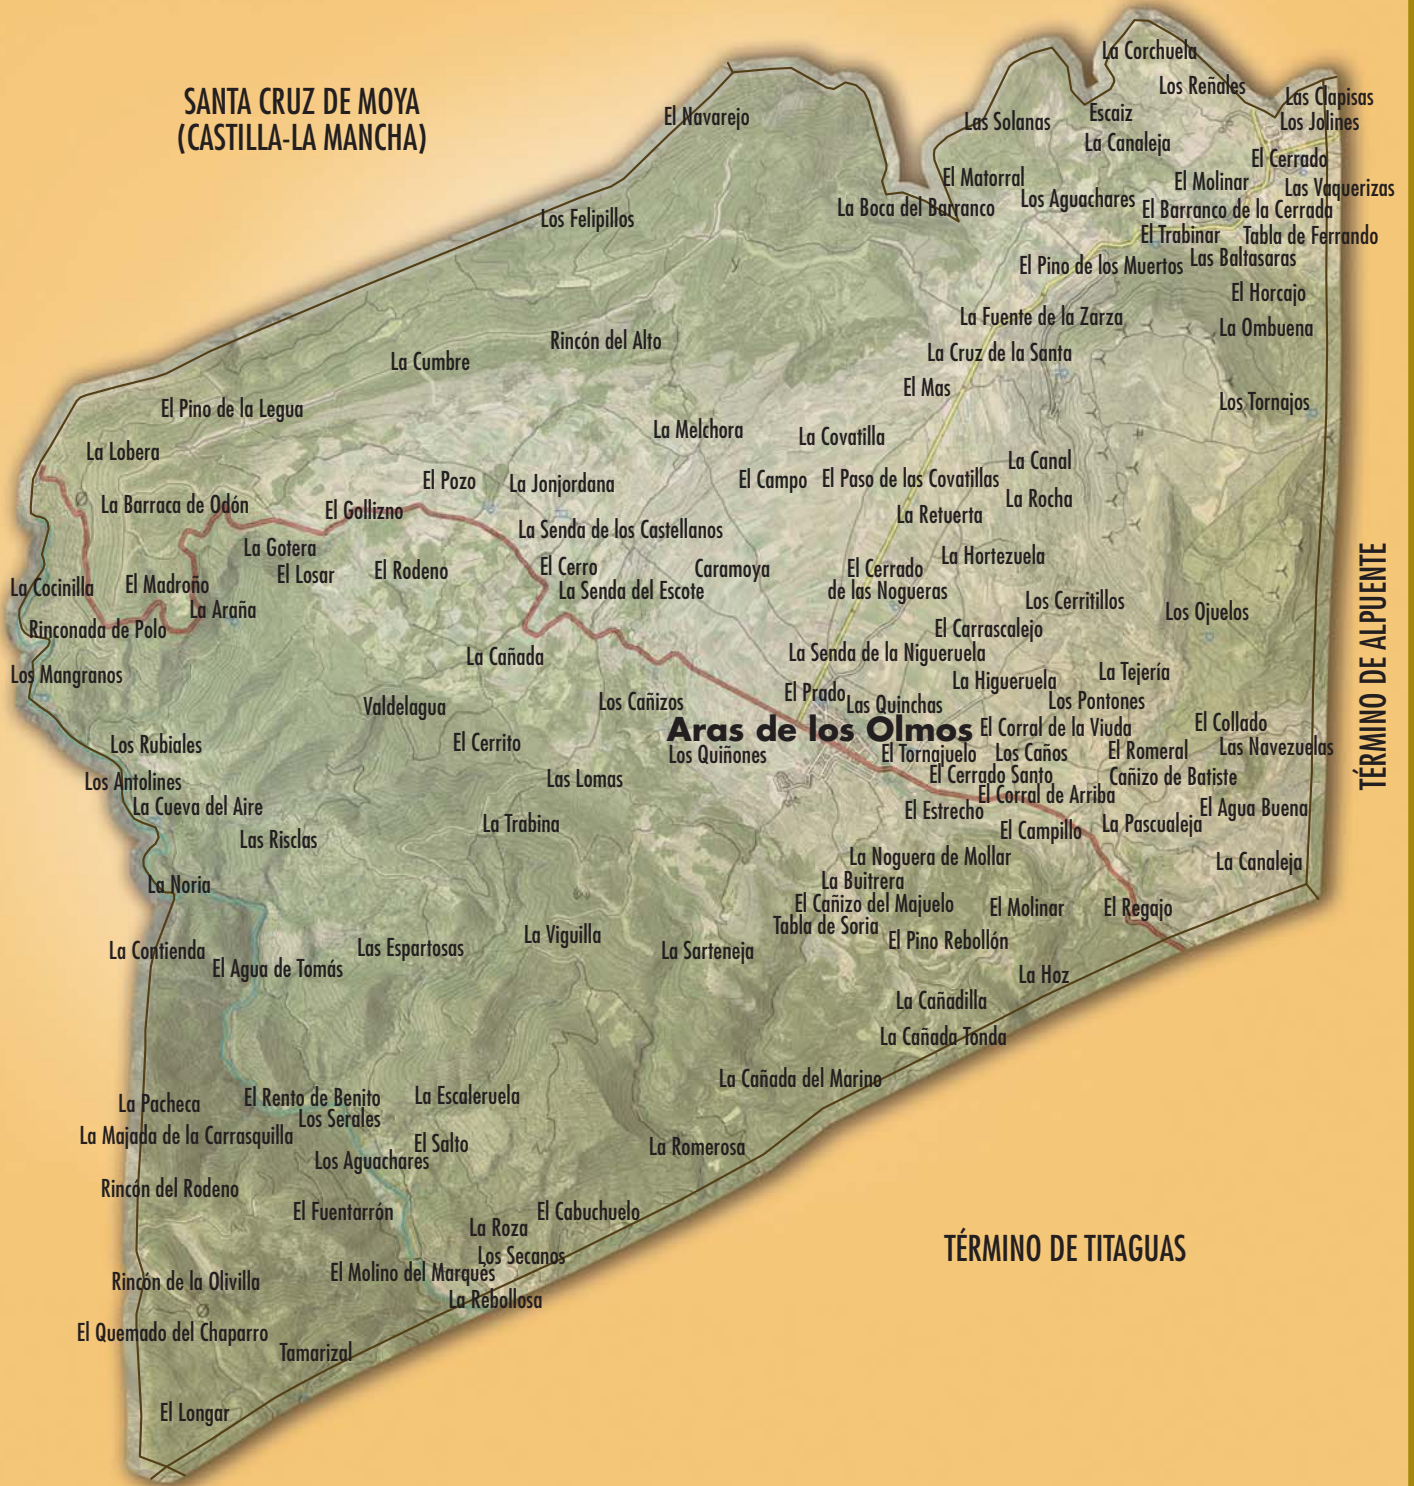 La Corchuela
Los Reñales
SANTA CRUZ DE MOYA
(CASTILLA-LA MANCHA)
Las Clapisas
El Navarejo
Escaiz
Las Solanas
Los Jolines
La Canaleja
El Cerrado
El Matorral
El Molinar
Las Vaquerizas
Los Aguachares
La Boca del Barranco
El Barranco de la Cerrada
Los Felipillos
El Trabinar
Tabla de Ferrando
Las Baltasaras
El Pino de los Muertos
El Horcajo
La Fuente de la Zarza
La Ombuena
Rincón del Alto
La Cruz de la Santa
La Cumbre
El Mas
Los Tornajos
El Pino de la Legua
La Melchora
La Covatilla
La Lobera
La Canal
El Pozo
La Jonjordana
El Campo
El Paso de las Covatillas
La Rocha
La Barraca de Odón
El Gollizno
La Retuerta
La Senda de los Castellanos
La Gotera
La Hortezuela
El Losar
El Rodeno
El Cerro
Caramoya
El Cerrado
de las Nogueras
La Cocinilla
El Madroño
La Senda del Escote
Los Cerritillos
La Araña
Los Ojuelos
Rinconada de Polo
El Carrascalejo
TÉRMINO DE ALPUENTE
La Cañada
La Senda de la Nigueruela
Los Mangranos
La Tejería
La Higueruela
El Prado
Los Cañizos
Los Pontones
Valdelagua
Las Quinchas
Aras de los Olmos
El Corral de la Viuda
El Collado
Los Rubiales
El Cerrito
Los Quiñones
El Tornajuelo
Los Caños
El Romeral
Las Navezuelas
Los Antolines
Las Lomas
El Cerrado Santo
Cañizo de Batiste
El Corral de Arriba
La Cueva del Aire
El Estrecho
El Agua Buena
La Trabina
El Campillo
La Pascualeja
Las Risclas
La Noguera de Mollar
La Canaleja
La Noria
La Buitrera
El Cañizo del Majuelo
El Molinar
El Regajo
Tabla de Soria
La Viguilla
La Contienda
Las Espartosas
La Sarteneja
El Pino Rebollón
El Agua de Tomás
La Hoz
La Cañadilla
La Cañada Tonda
La Cañada del Marino
La Pacheca
El Rento de Benito
La Escaleruela
Los Serales
La Majada de la Carrasquilla
El Salto
La Romerosa
Los Aguachares
Rincón del Rodeno
El Fuentarrón
El Cabuchuelo
La Roza
Los Secanos
TÉRMINO DE TITAGUAS
Rincón de la Olivilla
El Molino del Marqués
La Rebollosa
El Quemado del Chaparro
Tamarizal
El Longar